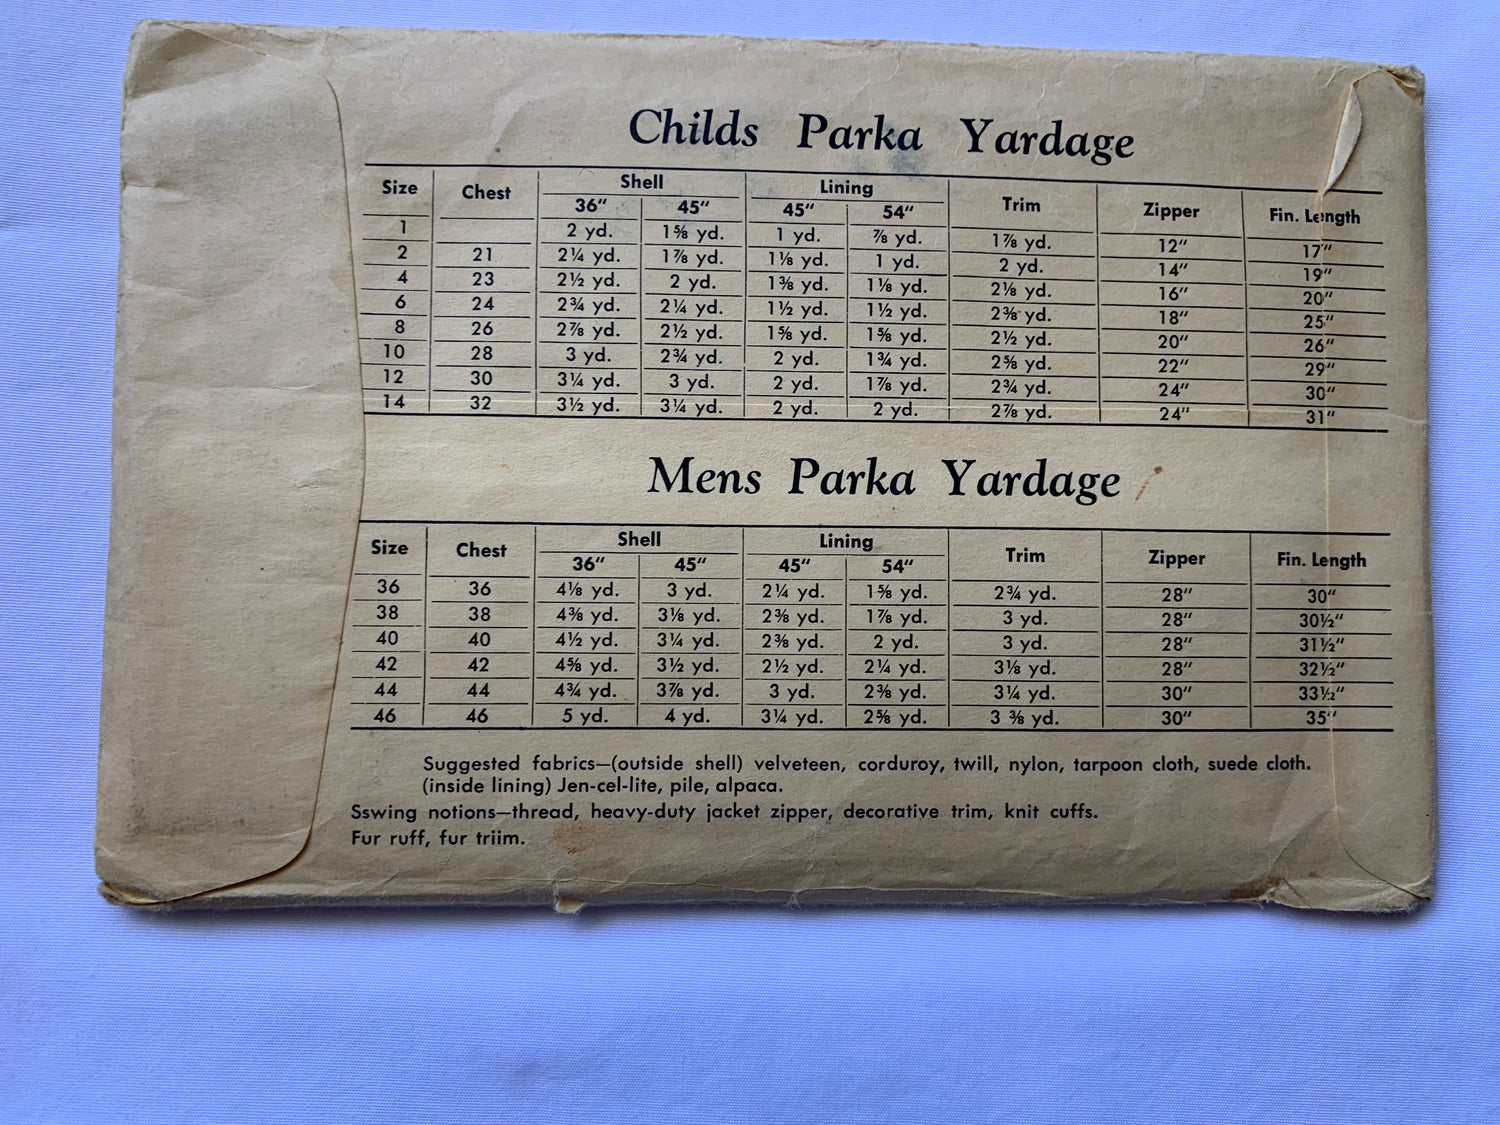 Childs Parka Yardage
Size Chest Shell Lining Trim Zipper Fin. Length
36" 45" 45" 54"
1 2 yd. 1⅝ yd. 1 yd. ⅞ yd. 1⅞ yd. 12" 17"
2 21 2¼ yd. 1⅞ yd. 1⅛ yd. 1 yd. 2 yd. 14" 19"
4 23 2½ yd. 2 yd. 1⅜ yd. 1⅛ yd. 2⅛ yd. 16" 20"
6 24 2¾ yd. 2¼ yd. 1½ yd. 1½ yd. 2⅜ yd. 18" 25"
8 26 2⅞ yd. 2½ yd. 1⅝ yd. 1⅝ yd. 2½ yd. 20" 26"
10 28 3 yd. 2¾ yd. 2 yd. 1¾ yd. 2⅝ yd. 22" 29"
12 30 3¼ yd. 3 yd. 2 yd. 1⅞ yd. 2¾ yd. 24" 30"
14 32 3½ yd. 3¼ yd. 2 yd. 2 yd. 2⅞ yd. 24" 31"
Mens Parka Yardage
Size Chest Shell Lining Trim Zipper Fin. Length
36" 45" 45" 54"
36 36 4⅛ yd. 3 yd. 2¼ yd. 1⅝ yd. 2¾ yd. 28" 30"
38 38 4⅜ yd. 3⅛ yd. 2⅜ yd. 1⅞ yd. 3 yd. 28" 30½"
40 40 4½ yd. 3¼ yd. 2⅜ yd. 2 yd. 3 yd. 28" 31½"
42 42 4⅝ yd. 3½ yd. 2½ yd. 2¼ yd. 3⅛ yd. 28" 32½"
44 44 4¾ yd. 3⅞ yd. 3 yd. 2⅜ yd. 3¼ yd. 30" 33½"
46 46 5 yd. 4 yd. 3¼ yd. 2⅝ yd. 3 ⅜ yd. 30" 35"
Suggested fabrics—(outside shell) velveteen, corduroy, twill, nylon, tarpoon cloth, suede cloth.
(inside lining) Jen-cel-lite, pile, alpaca.
Sswing notions—thread, heavy-duty jacket zipper, decorative trim, knit cuffs.
Fur ruff, fur triim.